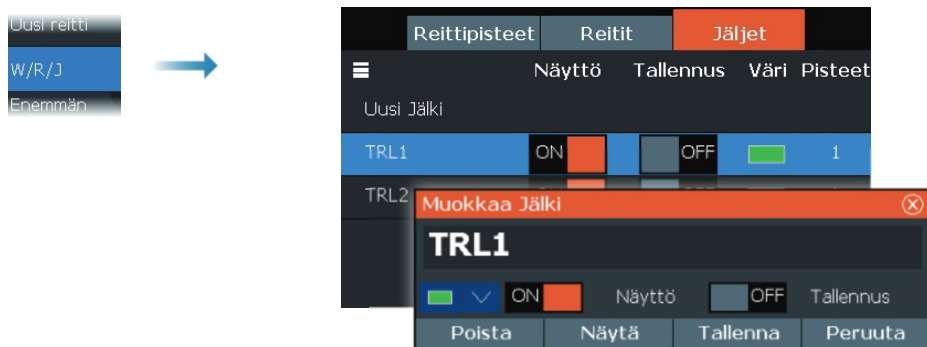 Uusi reitti
W/R/J
Enemmän
Reittipisteet Reitit Jäljet
Näyttö Tallennus Väri Pisteet
Uusi Jälki
TRL1 ON OFF 1
TRL2
Muokkaa Jälki
TRL1
ON Näyttö OFF Tallennus
Poista Näytä Tallenna Peruuta